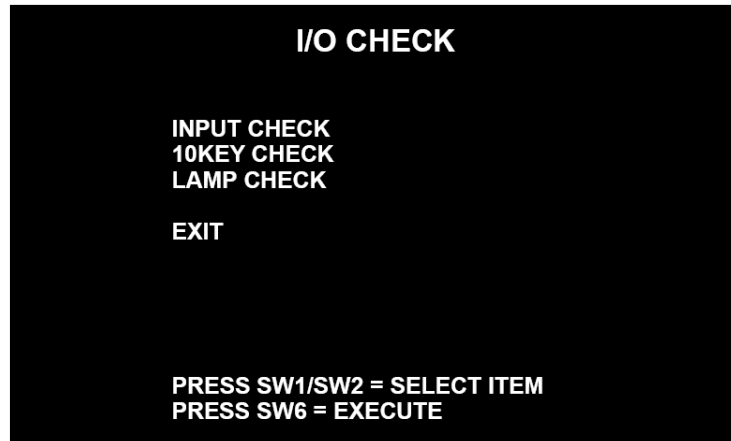 I/O CHECK
INPUT CHECK
10KEY CHECK
LAMP CHECK
EXIT
PRESS SW1/SW2 = SELECT ITEM
PRESS SW6 = EXECUTE